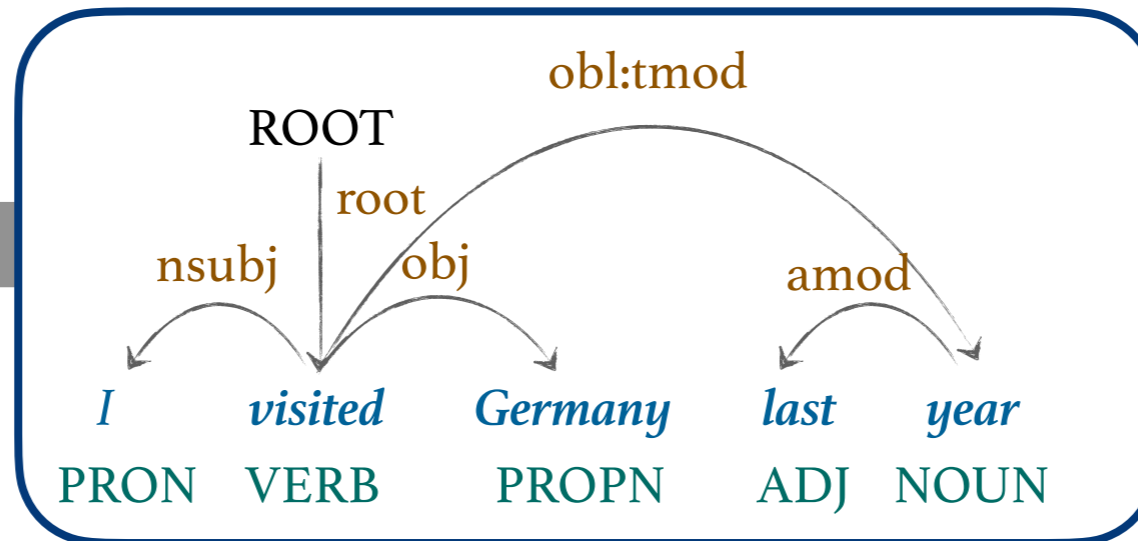 obl:tmod
ROOT
root
nsubj obj amod
I visited Germany last year
PRON VERB PROPN ADJ NOUN